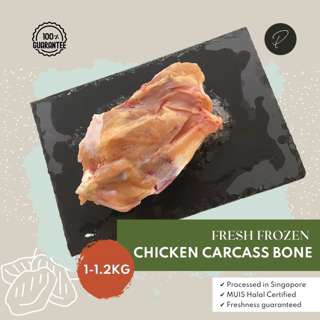 100%
GUARANTEE
P
FRESH FROZEN
CHICKEN CARCASS BONE
1-1.2KG
✔ Processed in Singapore
✔ MUIS Halal Certified
✔ Freshness guaranteed